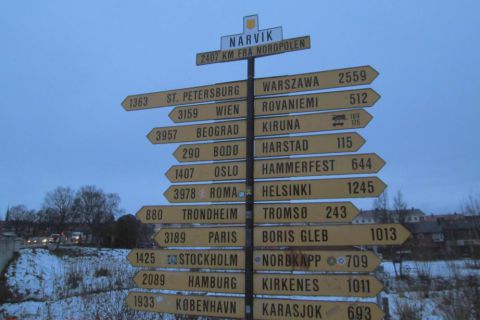 NARVIK
2407 KM FRA NORDPOLEN
1363 ST. PETERSBURG
WARSZAWA 2559
3159 WIEN
ROVANIEMI 512
3957 BEOGRAD
KIRUNA 169 175
290 BODØ
HARSTAD 115
1407 OSLO
HAMMERFEST 644
3978 ROMA
HELSINKI 1245
880 TRONDHEIM
TROMSØ 243
3189 PARIS
BORIS GLEB 1013
1425 STOCKHOLM
NORDKAPP 709
2089 HAMBURG
KIRKENES 1011
1933 KØBENHAVN
KARASJOK 693